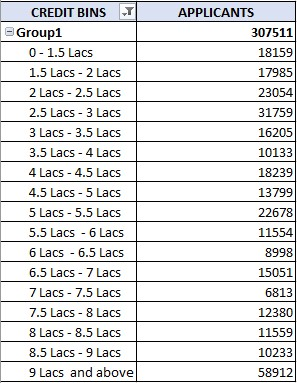 CREDIT BINS APPLICANTS
Group1 307511
0 - 1.5 Lacs 18159
1.5 Lacs - 2 Lacs 17985
2 Lacs - 2.5 Lacs 23054
2.5 Lacs - 3 Lacs 31759
3 Lacs - 3.5 Lacs 16205
3.5 Lacs - 4 Lacs 10133
4 Lacs - 4.5 Lacs 18239
4.5 Lacs - 5 Lacs 13799
5 Lacs - 5.5 Lacs 22678
5.5 Lacs - 6 Lacs 11554
6 Lacs - 6.5 Lacs 8998
6.5 Lacs - 7 Lacs 15051
7 Lacs - 7.5 Lacs 6813
7.5 Lacs - 8 Lacs 12380
8 Lacs - 8.5 Lacs 11559
8.5 Lacs - 9 Lacs 10233
9 Lacs and above 58912